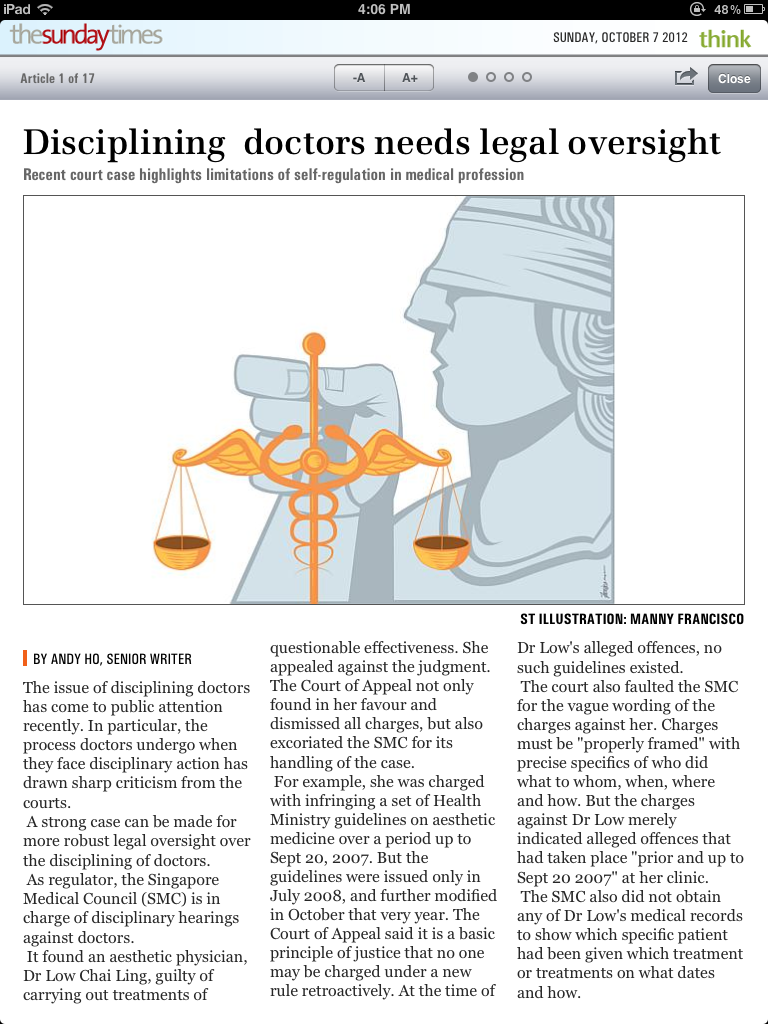 iPad
4:06 PM
48%
thesundaytimes
SUNDAY, OCTOBER 7 2012
think
Article 1 of 17
-A
A+
Close
Disciplining doctors needs legal oversight
Recent court case highlights limitations of self-regulation in medical profession
ST ILLUSTRATION: MANNY FRANCISCO
BY ANDY HO, SENIOR WRITER
The issue of disciplining doctors
has come to public attention
recently. In particular, the
process doctors undergo when
they face disciplinary action has
drawn sharp criticism from the
courts.
A strong case can be made for
more robust legal oversight over
the disciplining of doctors.
As regulator, the Singapore
Medical Council (SMC) is in
charge of disciplinary hearings
against doctors.
It found an aesthetic physician,
Dr Low Chai Ling, guilty of
carrying out treatments of
questionable effectiveness. She
appealed against the judgment.
The Court of Appeal not only
found in her favour and
dismissed all charges, but also
excoriated the SMC for its
handling of the case.
For example, she was charged
with infringing a set of Health
Ministry guidelines on aesthetic
medicine over a period up to
Sept 20, 2007. But the
guidelines were issued only in
July 2008, and further modified
in October that very year. The
Court of Appeal said it is a basic
principle of justice that no one
may be charged under a new
rule retroactively. At the time of
Dr Low's alleged offences, no
such guidelines existed.
The court also faulted the SMC
for the vague wording of the
charges against her. Charges
must be "properly framed" with
precise specifics of who did
what to whom, when, where
and how. But the charges
against Dr Low merely
indicated alleged offences that
had taken place "prior and up to
Sept 20 2007" at her clinic.
The SMC also did not obtain
any of Dr Low's medical records
to show which specific patient
had been given which treatment
or treatments on what dates
and how.